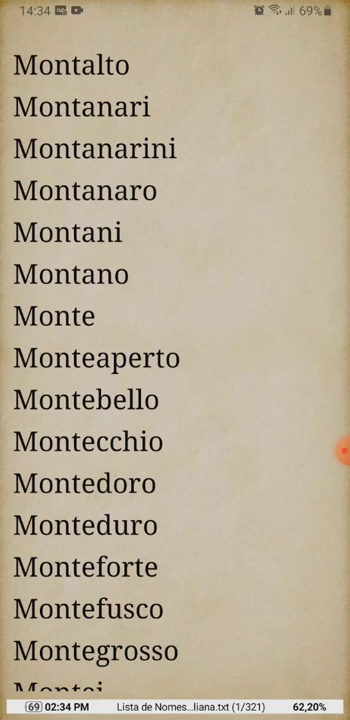 14:34 69%
Montalto
Montanari
Montanarini
Montanaro
Montani
Montano
Monte
Monteaperto
Montebello
Montecchio
Montedoro
Monteduro
Monteforte
Montefusco
Montegrosso
69 02:34 PM Lista de Nomes...liana.txt (1/321) 62,20%